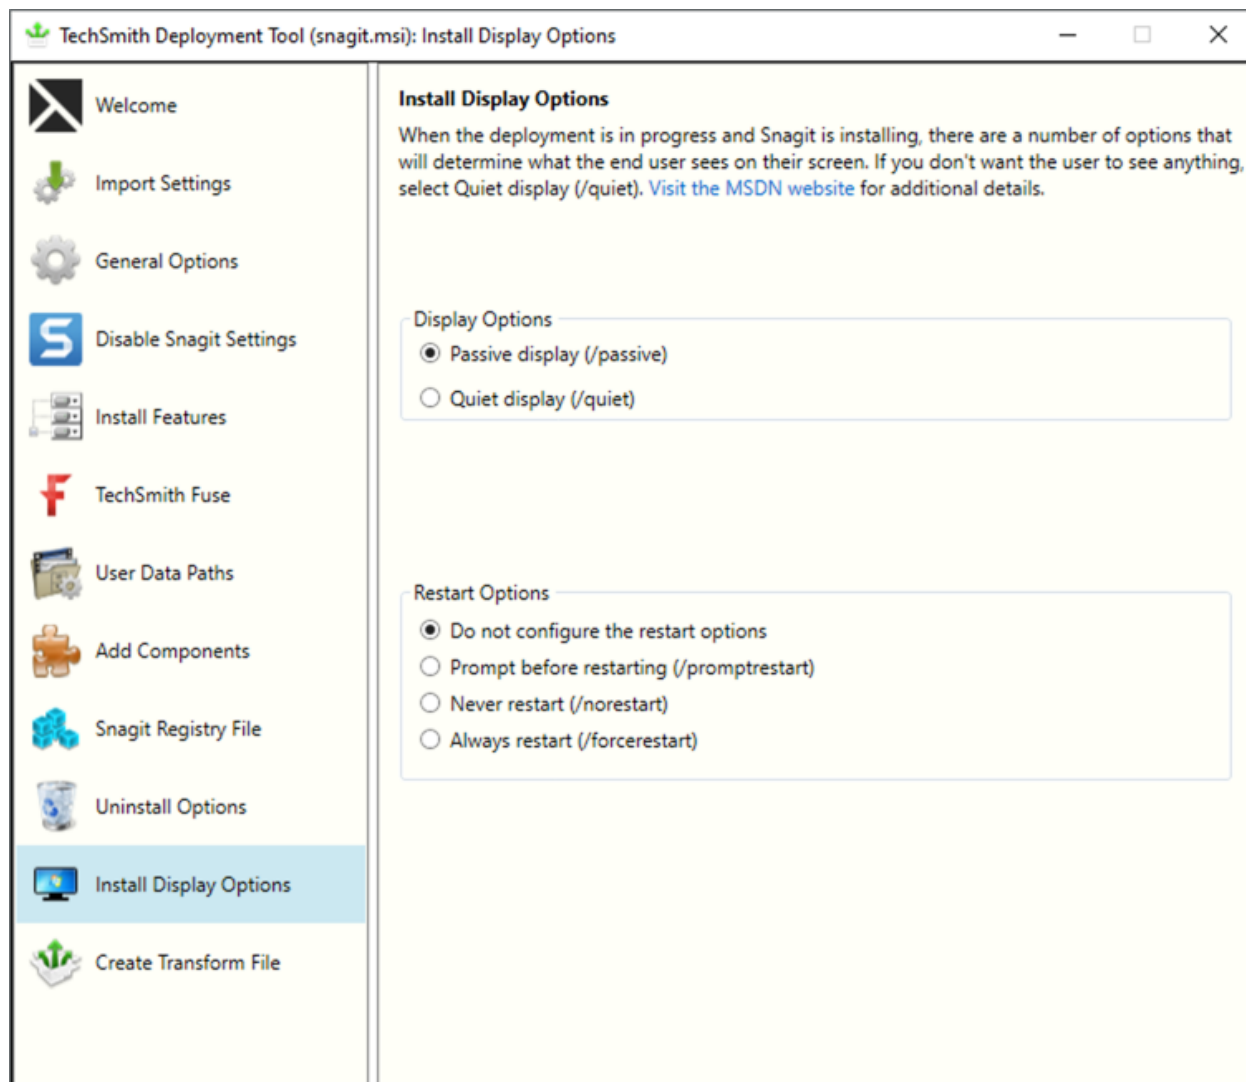 TechSmith Deployment Tool (snagit.msi): Install Display Options
Welcome
Import Settings
General Options
Disable Snagit Settings
Install Features
TechSmith Fuse
User Data Paths
Add Components
Snagit Registry File
Uninstall Options
Install Display Options
Create Transform File
Install Display Options
When the deployment is in progress and Snagit is installing, there are a number of options that
will determine what the end user sees on their screen. If you don't want the user to see anything,
select Quiet display (/quiet). Visit the MSDN website for additional details.
Display Options
Passive display (/passive)
Quiet display (/quiet)
Restart Options
Do not configure the restart options
Prompt before restarting (/promptrestart)
Never restart (/norestart)
Always restart (/forcerestart)